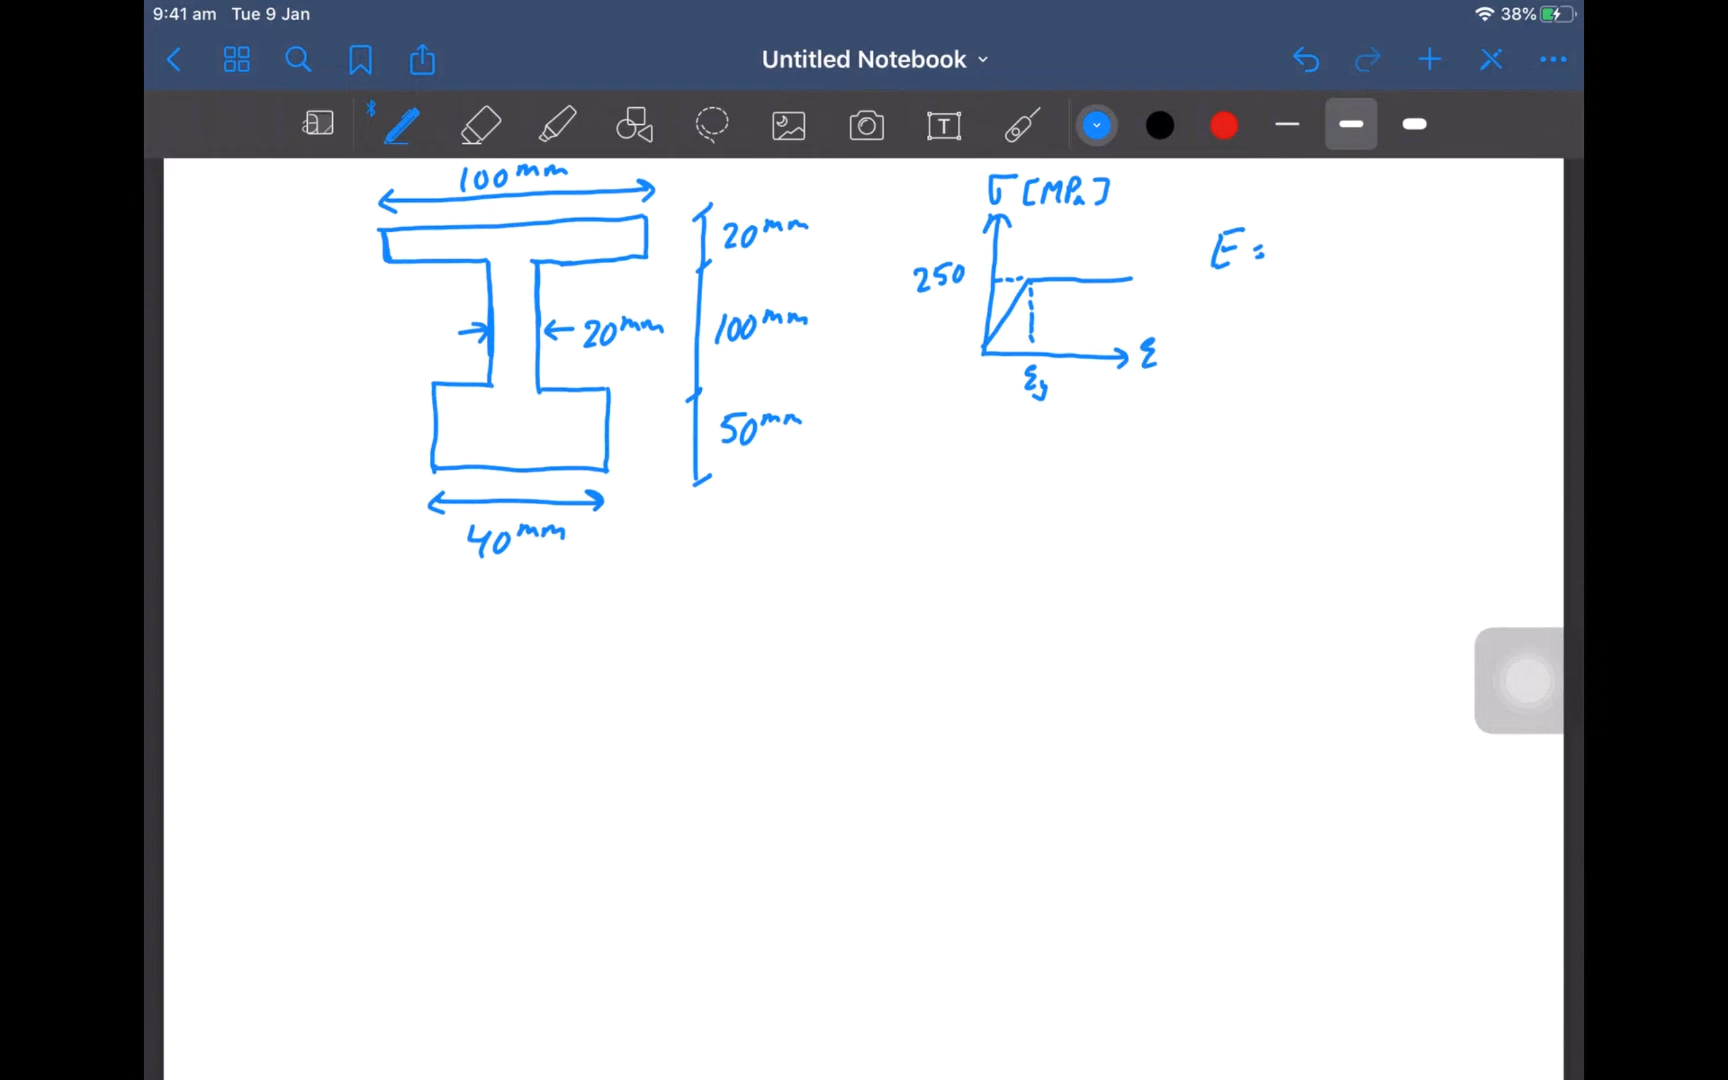 9:41 am Tue 9 Jan
38%
Untitled Notebook
a
T
100mm
20mm
100mm
20mm
50mm
40mm
σ [MPa]
250
ε
εy
E =